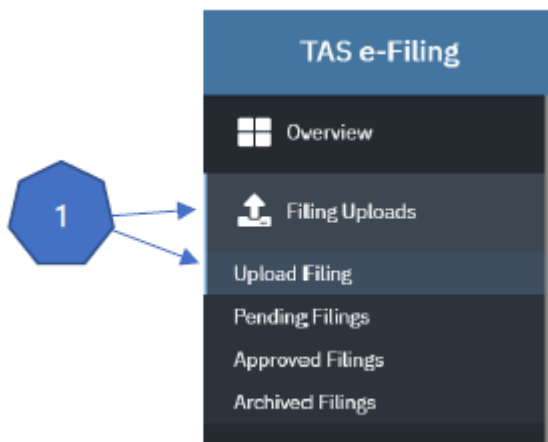 TAS e-Filing
Overview
1
Filing Uploads
Upload Filing
Pending Filings
Approved Filings
Archived Filings